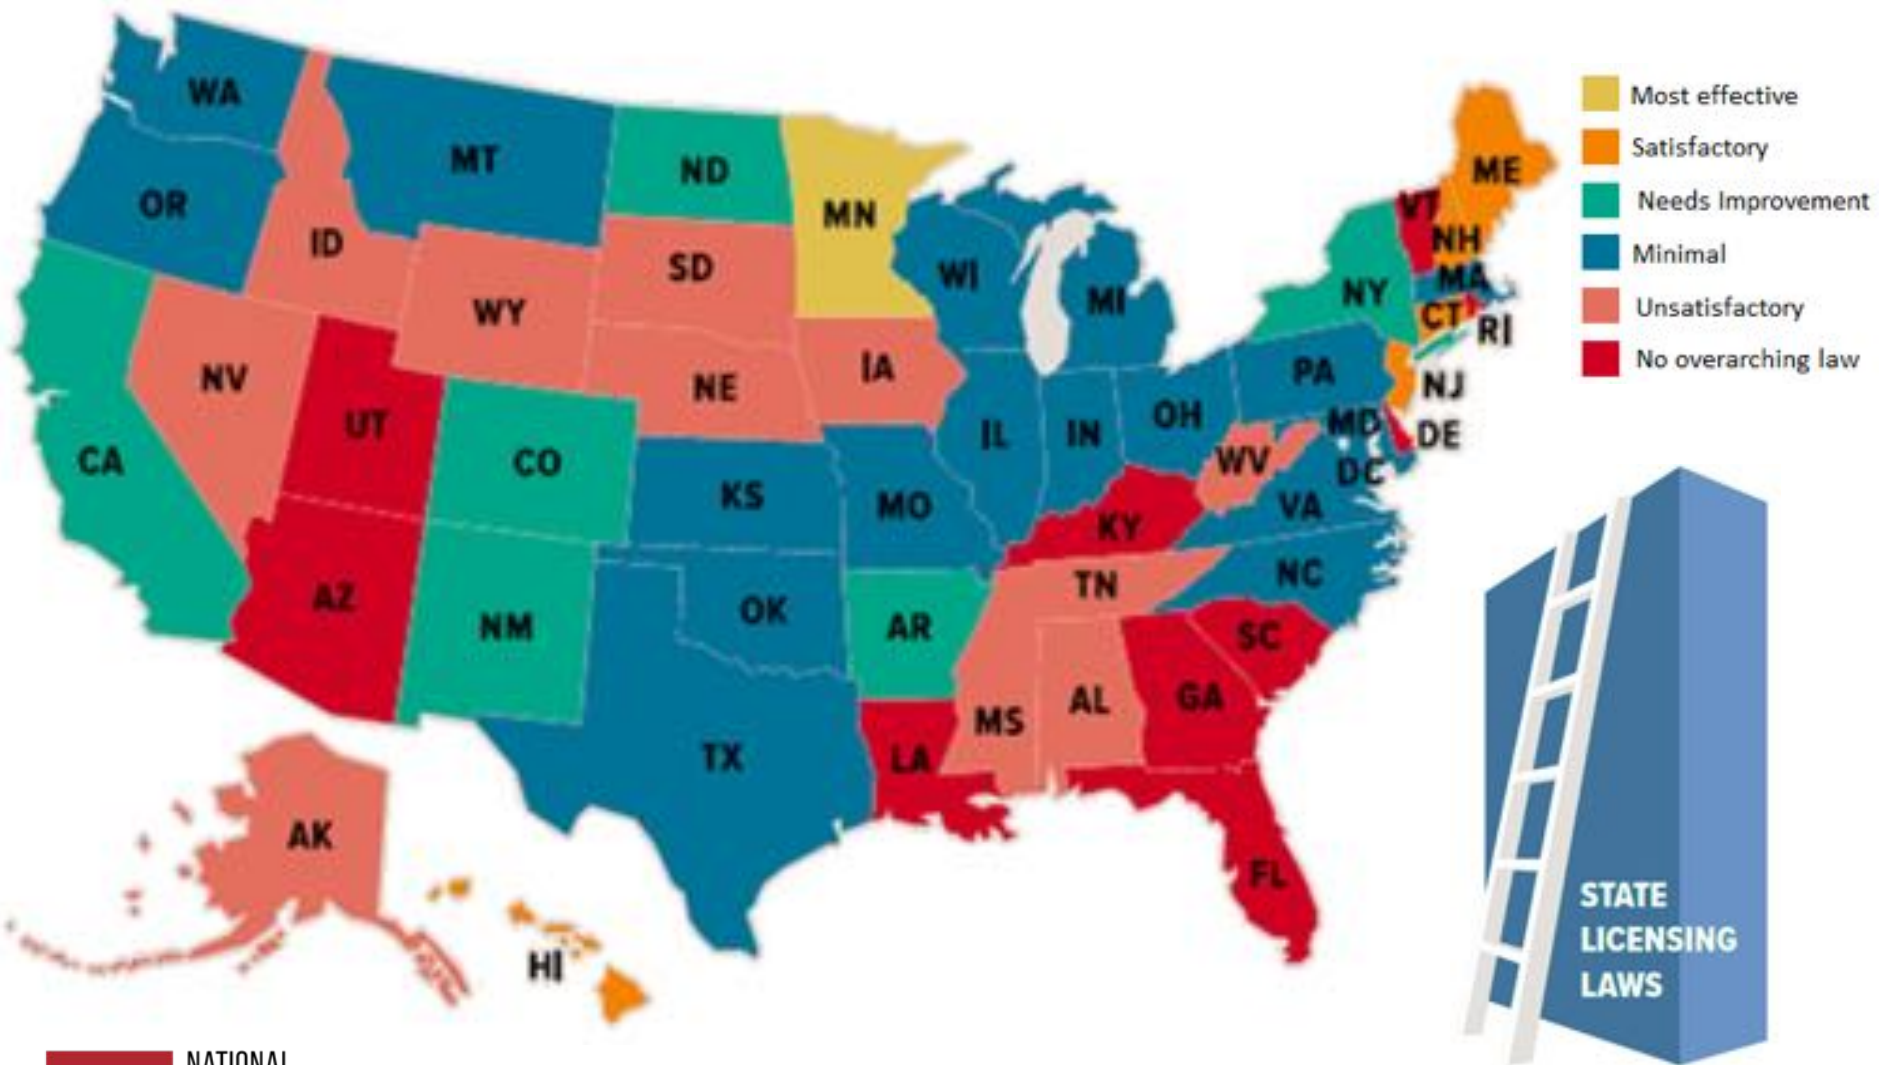 WA
MT
ND
MN
OR
ID
SD
WY
WI
MI
ME
VT
NH
MA
NY
CT
RI
NV
UT
CA
CO
NE
IA
IL
IN
OH
PA
NJ
MD
DE
DC
WV
VA
KS
MO
KY
NC
TN
AZ
NM
OK
AR
SC
TX
LA
MS
AL
GA
FL
AK
HI
Most effective
Satisfactory
Needs Improvement
Minimal
Unsatisfactory
No overarching law
STATE
LICENSING
LAWS
NATIONAL